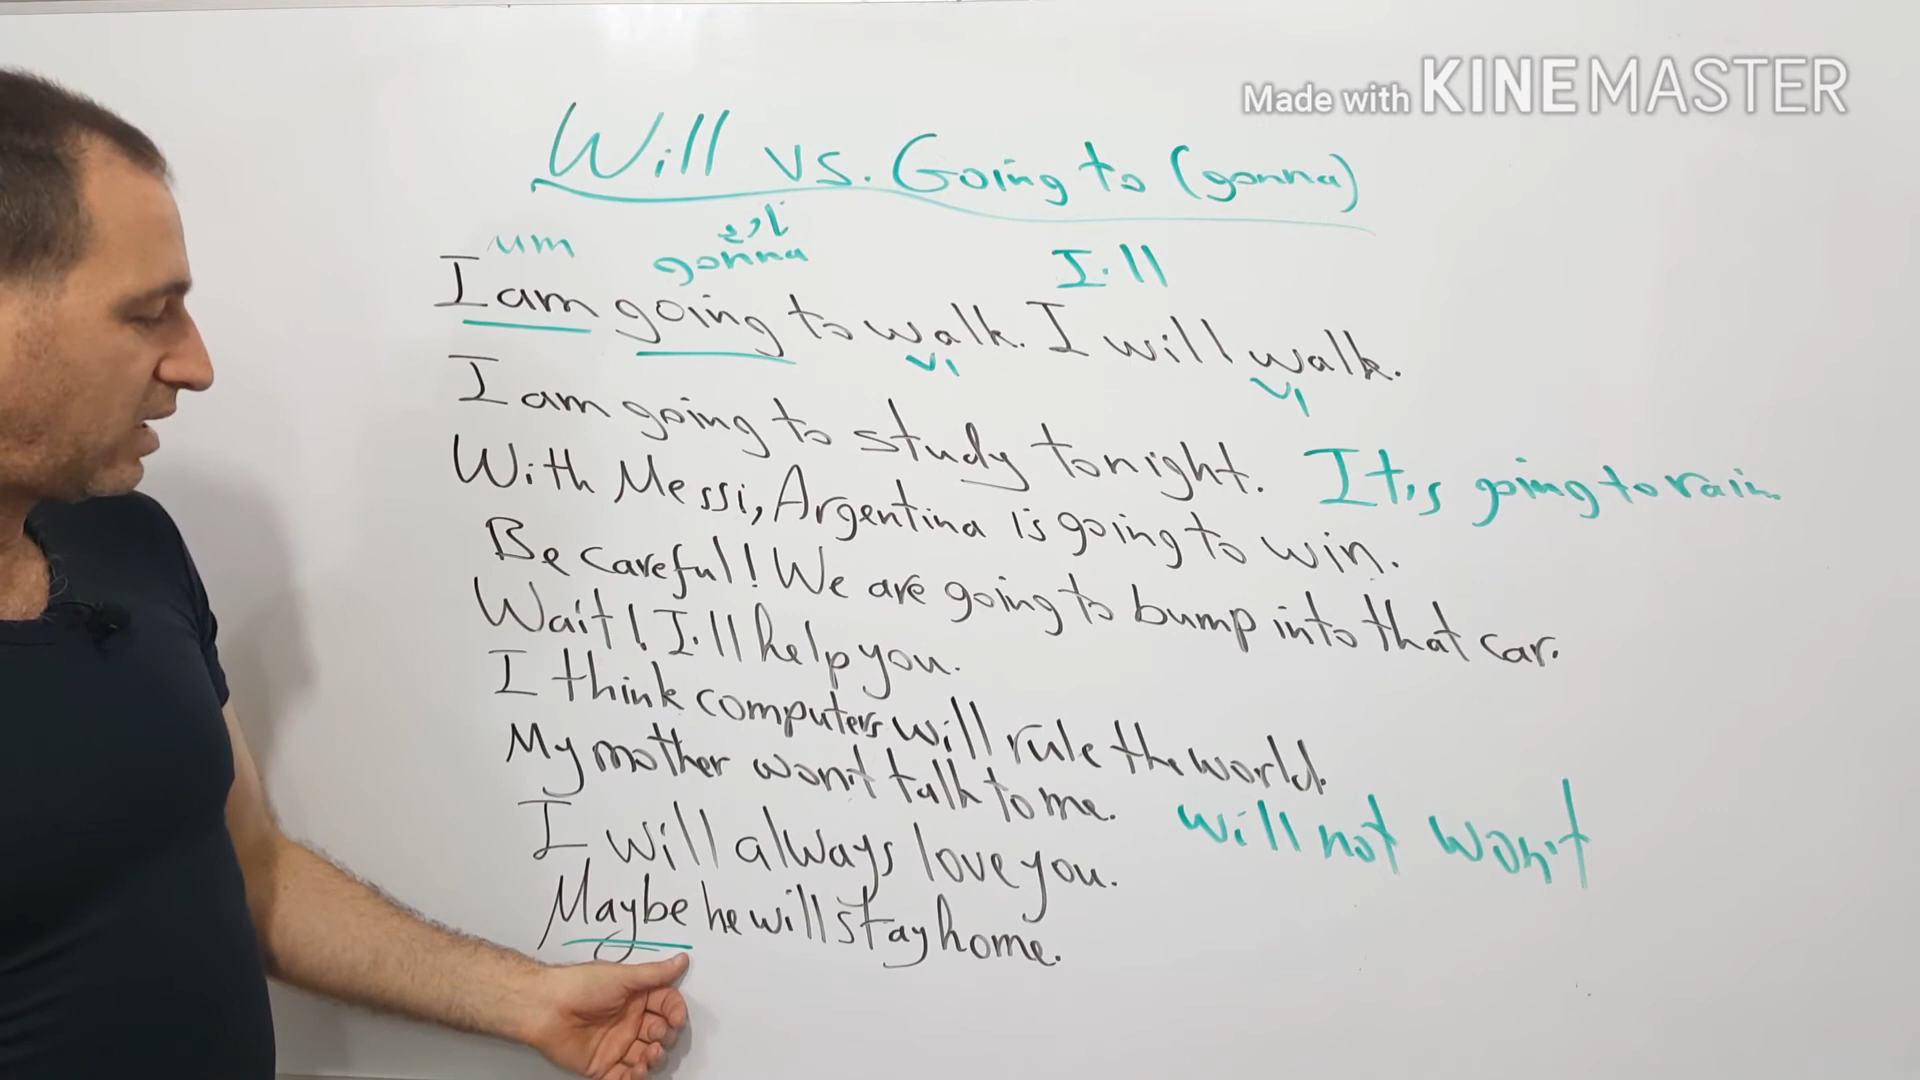 Made with KINEMASTER
Will vs. Going to (gonna)
um gonna I'll
I am going to walk. I will walk.
V1 V1
I am going to study tonight. It's going to rain.
With Messi, Argentina is going to win.
Be careful! We are going to bump into that car.
Wait! I'll help you.
I think computers will rule the world.
My mother won't talk to me.
will not won't
I will always love you.
Maybe he will stay home.